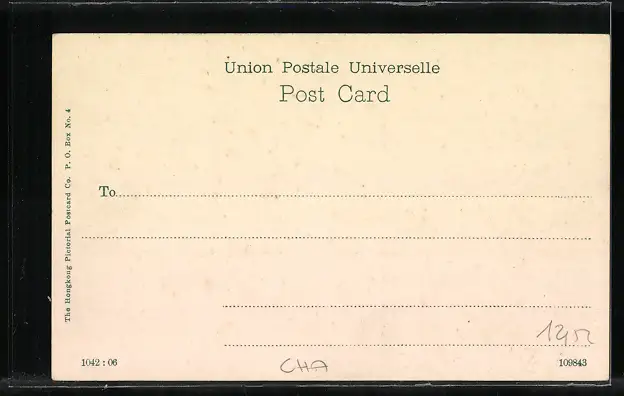 Union Postale Universelle
Post Card
The Hongkong Pictorial Postcard Co. P. O. Box No. 4
To
1042 : 06
CHA
109843